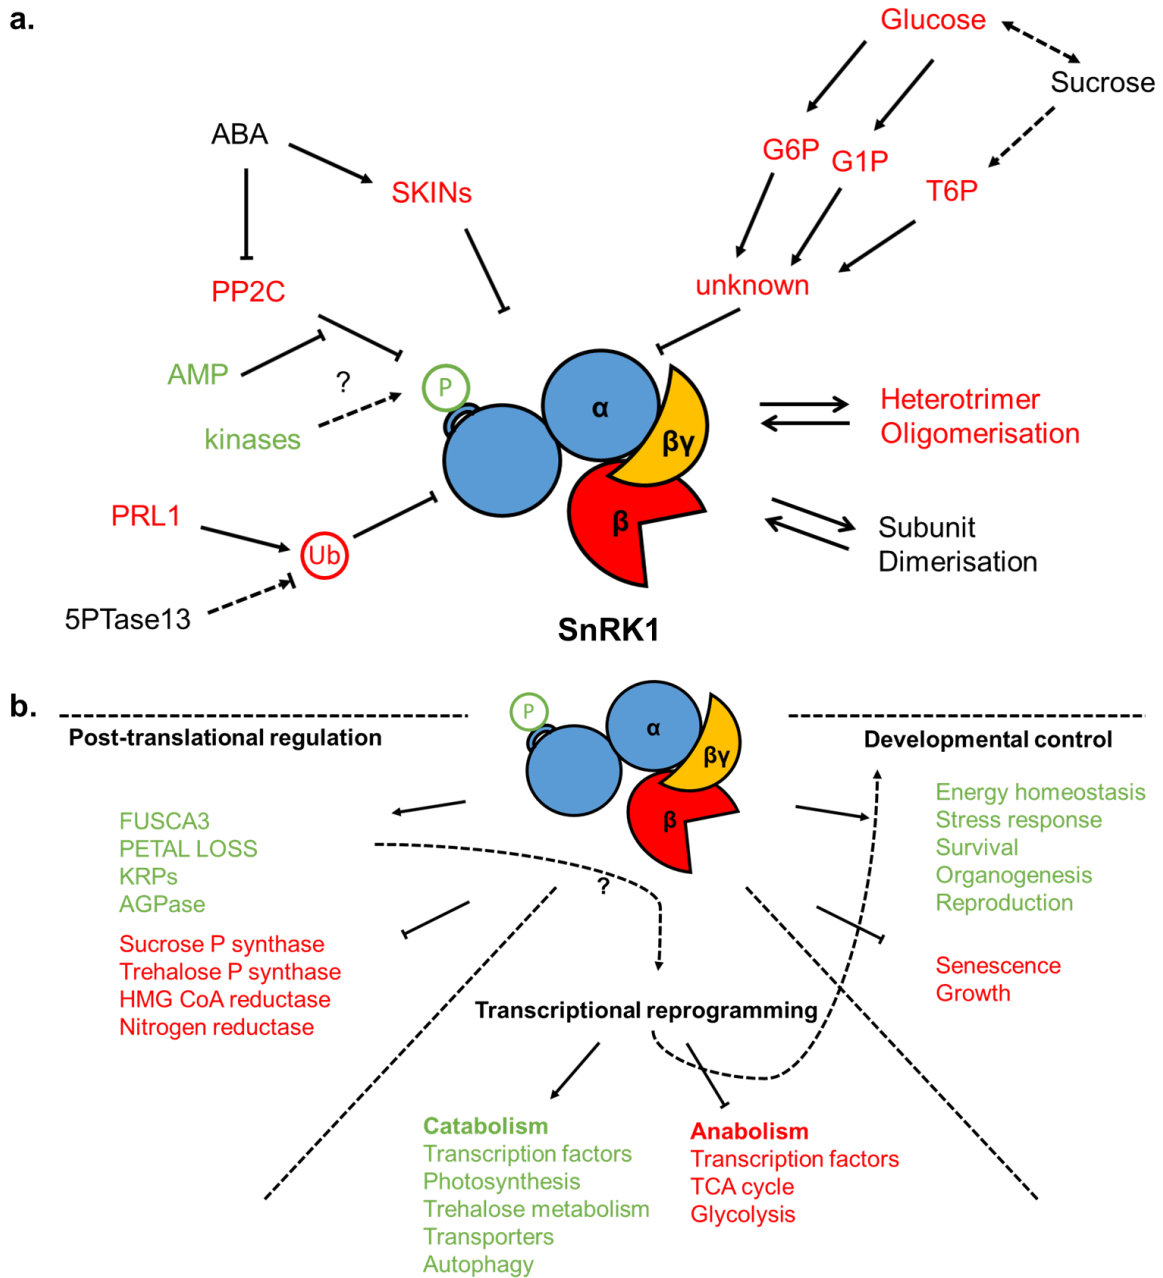 a.
Glucose
Sucrose
ABA
SKINs
G6P
G1P
T6P
PP2C
unknown
AMP
?
kinases
P
α
βγ
β
Heterotrimer
Oligomerisation
PRL1
Ub
5PTase13
Subunit
Dimerisation
SnRK1
b.
P
α
βγ
β
Post-translational regulation
FUSCA3
PETAL LOSS
KRPs
AGPase
Sucrose P synthase
Trehalose P synthase
HMG CoA reductase
Nitrogen reductase
?
Developmental control
Energy homeostasis
Stress response
Survival
Organogenesis
Reproduction
Senescence
Growth
Transcriptional reprogramming
Catabolism
Transcription factors
Photosynthesis
Trehalose metabolism
Transporters
Autophagy
Anabolism
Transcription factors
TCA cycle
Glycolysis